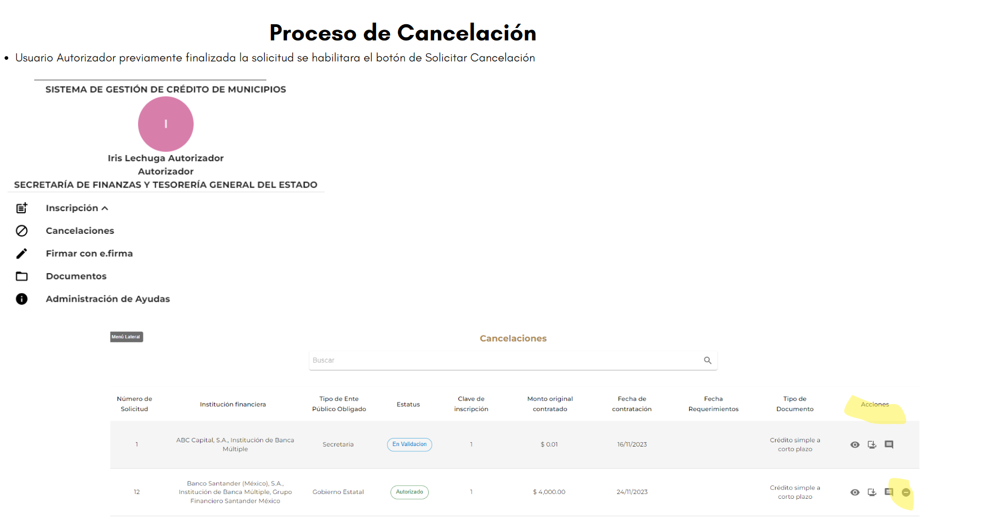 Proceso de Cancelación
• Usuario Autorizador previamente finalizada la solicitud se habilitara el botón de Solicitar Cancelación
SISTEMA DE GESTIÓN DE CRÉDITO DE MUNICIPIOS
I
Iris Lechuga Autorizador
Autorizador
SECRETARÍA DE FINANZAS Y TESORERÍA GENERAL DEL ESTADO
Inscripción
Cancelaciones
Firmar con e.firma
Documentos
Administración de Ayudas
Menú Lateral
Cancelaciones
Buscar
Número de
Solicitud
Institución financiera
Tipo de Ente
Público Obligado
Estatus
Clave de
inscripción
Monto original
contratado
Fecha de
contratación
Fecha
Requerimientos
Tipo de
Documento
Acciones
1
ABC Capital, S.A., Institución de Banca
Múltiple
Secretaria
En Validacion
1
$ 0.01
16/11/2023
Crédito simple a
corto plazo
12
Banco Santander (México), S.A.,
Institución de Banca Múltiple, Grupo
Financiero Santander México
Gobierno Estatal
Autorizado
1
$ 4,000.00
24/11/2023
Crédito simple a
corto plazo